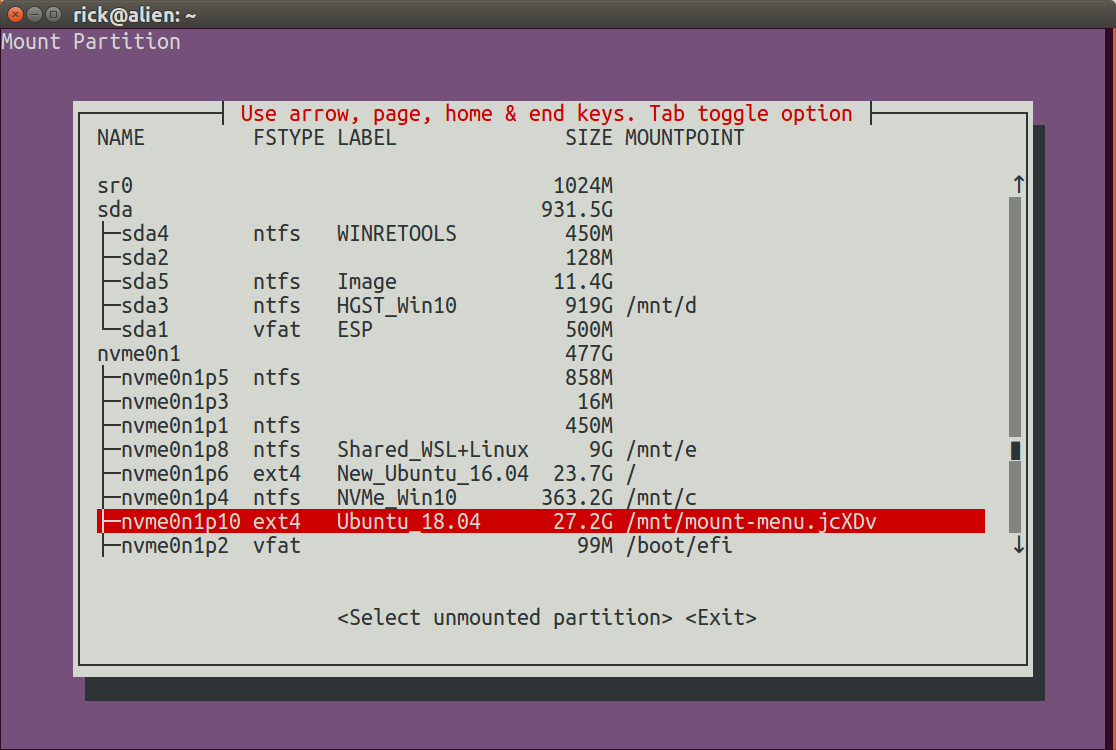 rick@alien: ~
Mount Partition
Use arrow, page, home & end keys. Tab toggle option
NAME FSTYPE LABEL SIZE MOUNTPOINT
sr0 1024M
sda 931.5G
├─sda4 ntfs WINRETOOLS 450M
├─sda2 128M
├─sda5 ntfs Image 11.4G
├─sda3 ntfs HGST_Win10 919G /mnt/d
└─sda1 vfat ESP 500M
nvme0n1 477G
├─nvme0n1p5 ntfs 858M
├─nvme0n1p3 16M
├─nvme0n1p1 ntfs 450M
├─nvme0n1p8 ntfs Shared_WSL+Linux 9G /mnt/e
├─nvme0n1p6 ext4 New_Ubuntu_16.04 23.7G /
├─nvme0n1p4 ntfs NVMe_Win10 363.2G /mnt/c
├─nvme0n1p10 ext4 Ubuntu_18.04 27.2G /mnt/mount-menu.jcXDv
├─nvme0n1p2 vfat 99M /boot/efi
<Select unmounted partition> <Exit>